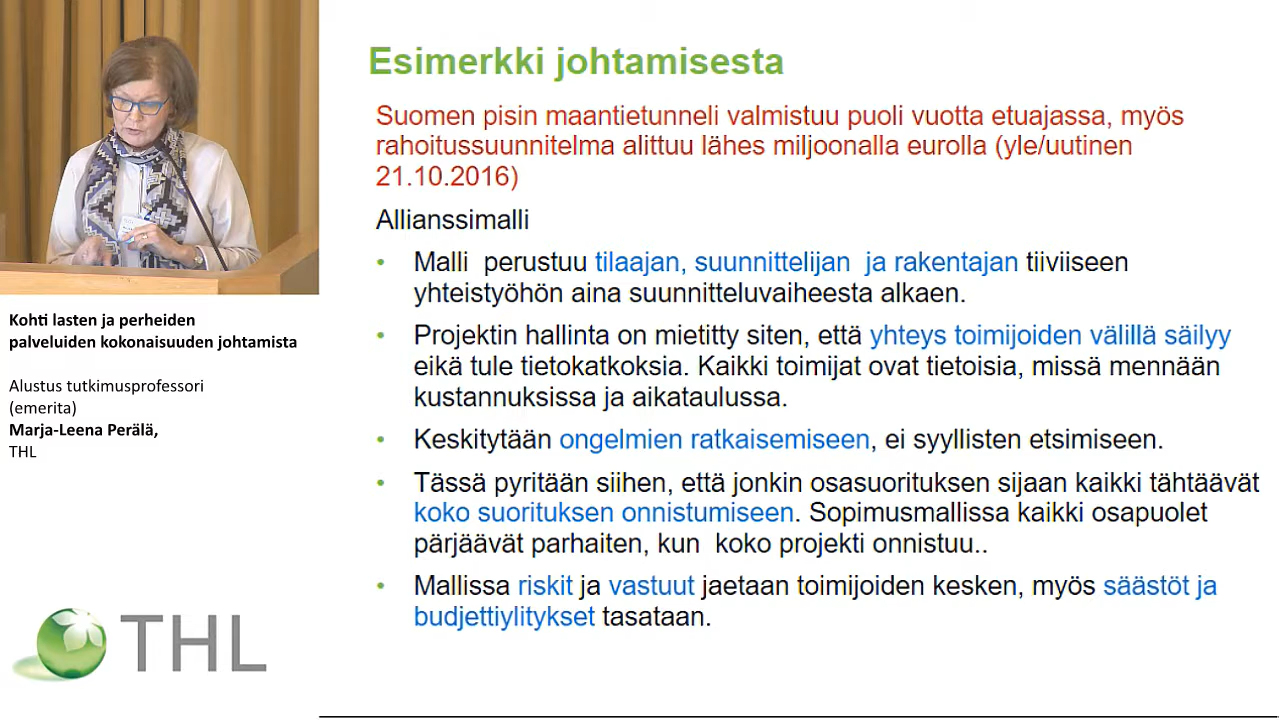 Esimerkki johtamisesta
Suomen pisin maantietunneli valmistuu puoli vuotta etuajassa, myös
rahoitussuunnitelma alittuu lähes miljoonalla eurolla (yle/uutinen
21.10.2016)
Allianssimalli
• Malli perustuu tilaajan, suunnittelijan ja rakentajan tiiviiseen
yhteistyöhön aina suunnitteluvaiheesta alkaen.
• Projektin hallinta on mietitty siten, että yhteys toimijoiden välillä säilyy
eikä tule tietokatkoksia. Kaikki toimijat ovat tietoisia, missä mennään
kustannuksissa ja aikataulussa.
• Keskitytään ongelmien ratkaisemiseen, ei syyllisten etsimiseen.
• Tässä pyritään siihen, että jonkin osasuorituksen sijaan kaikki tähtäävät
koko suorituksen onnistumiseen. Sopimusmallissa kaikki osapuolet
pärjäävät parhaiten, kun koko projekti onnistuu..
• Mallissa riskit ja vastuut jaetaan toimijoiden kesken, myös säästöt ja
budjettiylitykset tasataan.
Kohti lasten ja perheiden
palveluiden kokonaisuuden johtamista
Alustus tutkimusprofessori
(emerita)
Marja-Leena Perälä,
THL
THL